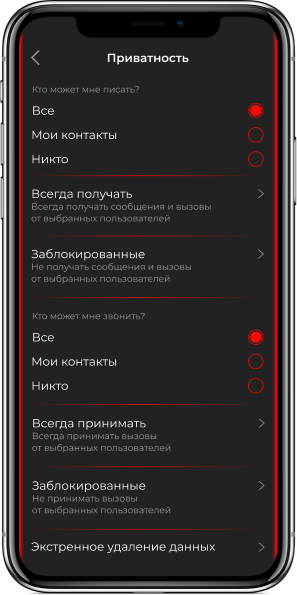 Приватность
Кто может мне писать?
Все
Мои контакты
Никто
Всегда получать
Всегда получать сообщения и вызовы
от выбранных пользователей
Заблокированные
Не получать сообщения и вызовы
от выбранных пользователей
Кто может мне звонить?
Все
Мои контакты
Никто
Всегда принимать
Всегда принимать вызовы
от выбранных пользователей
Заблокированные
Не принимать вызовы
от выбранных пользователей
Экстренное удаление данных